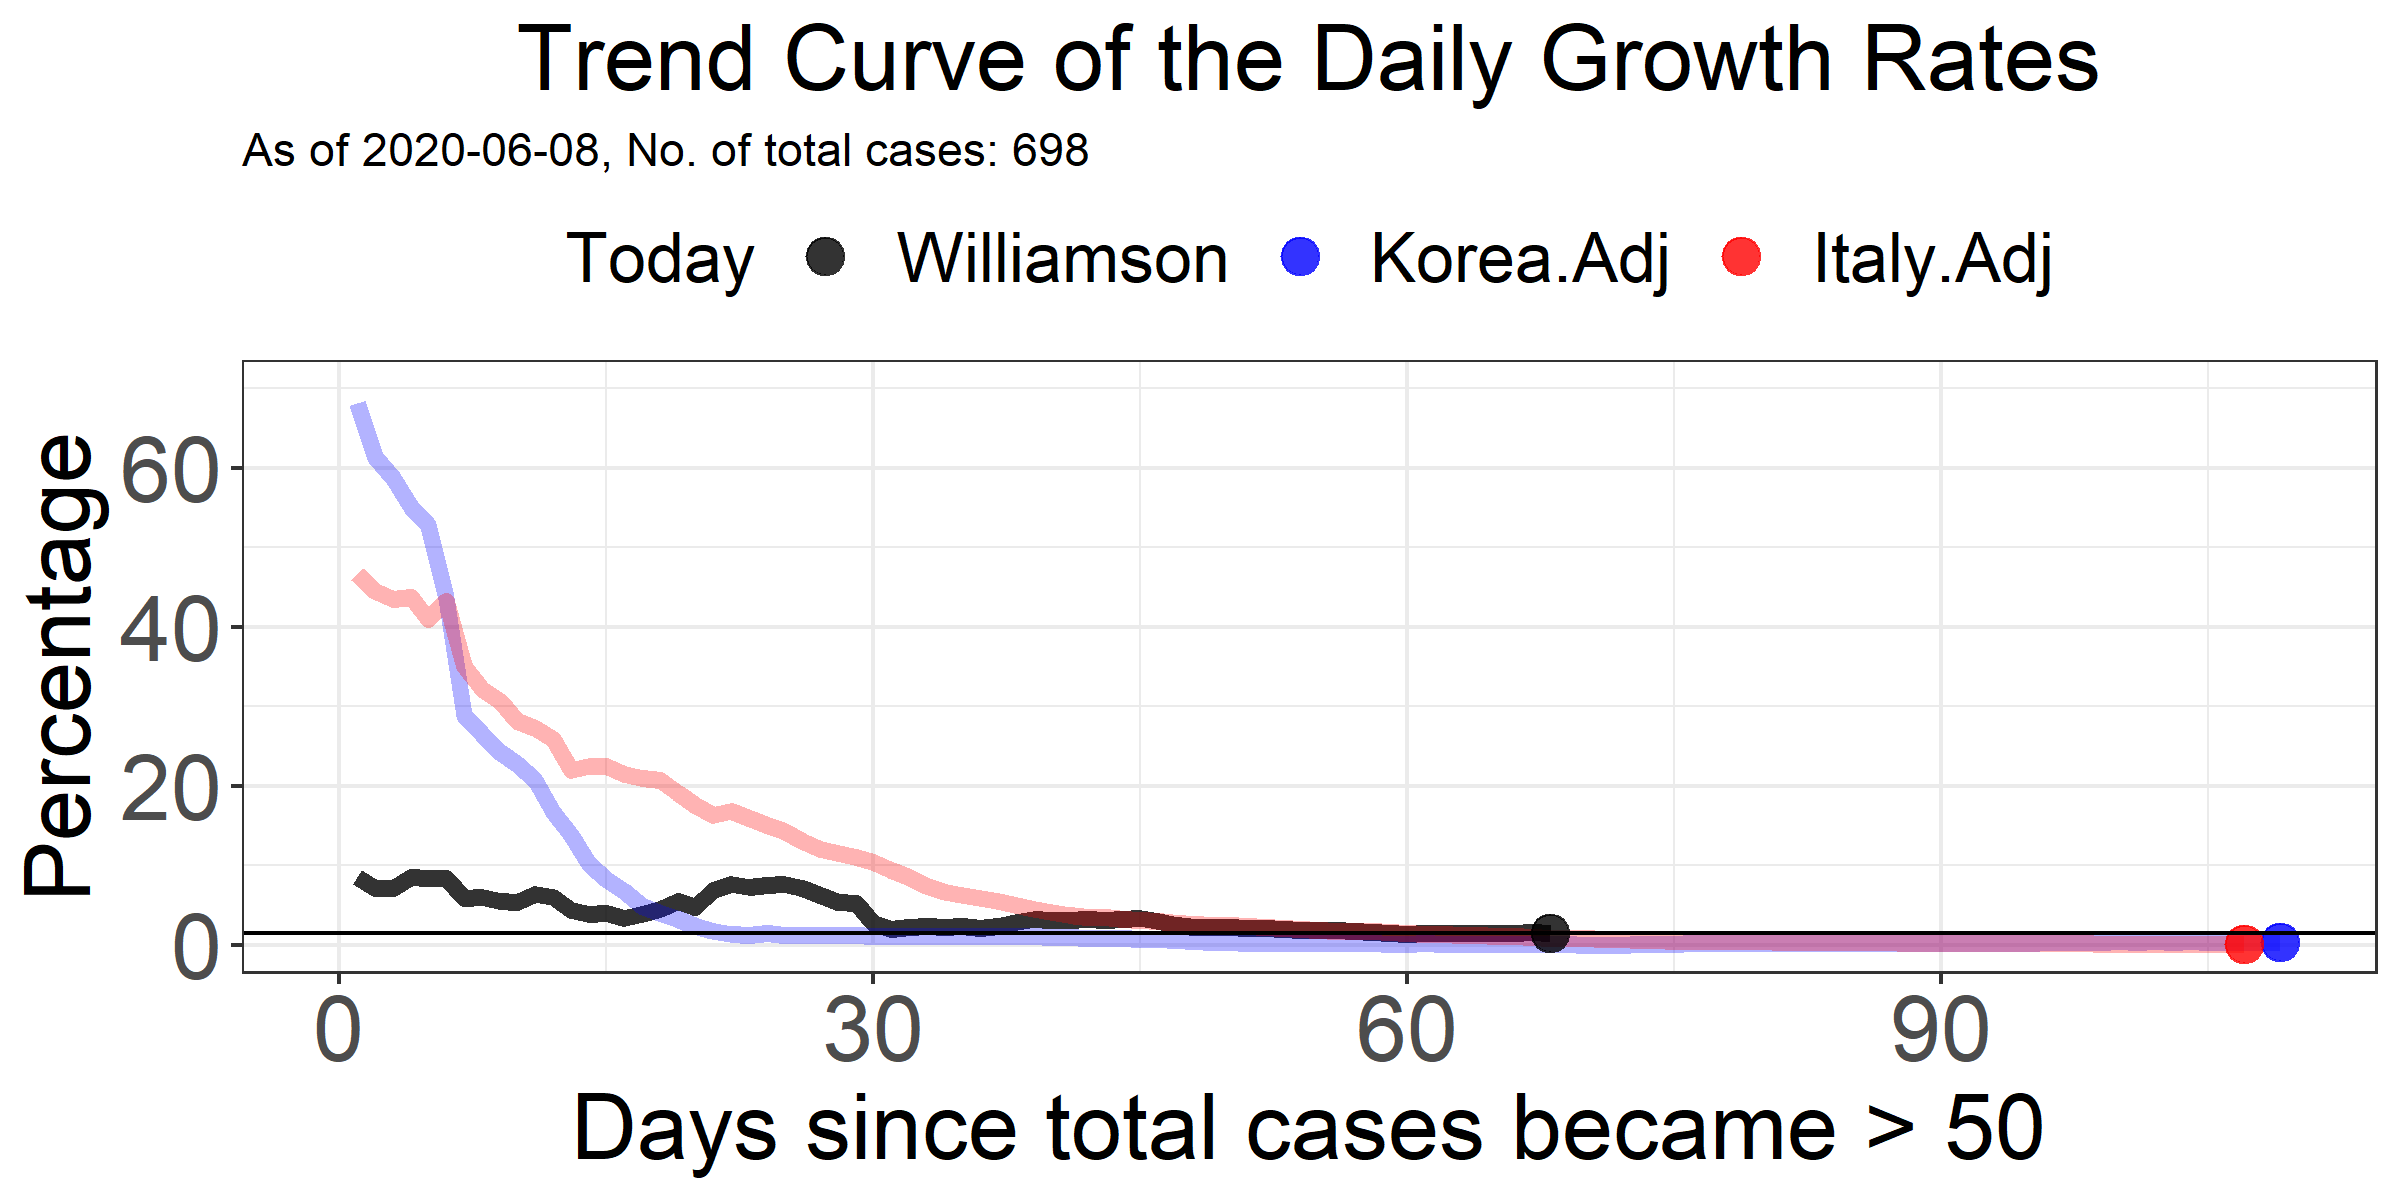 Trend Curve of the Daily Growth Rates
As of 2020-06-08, No. of total cases: 698
Today Williamson Korea.Adj Italy.Adj
Percentage
60
40
20
0
0 30 60 90
Days since total cases became > 50